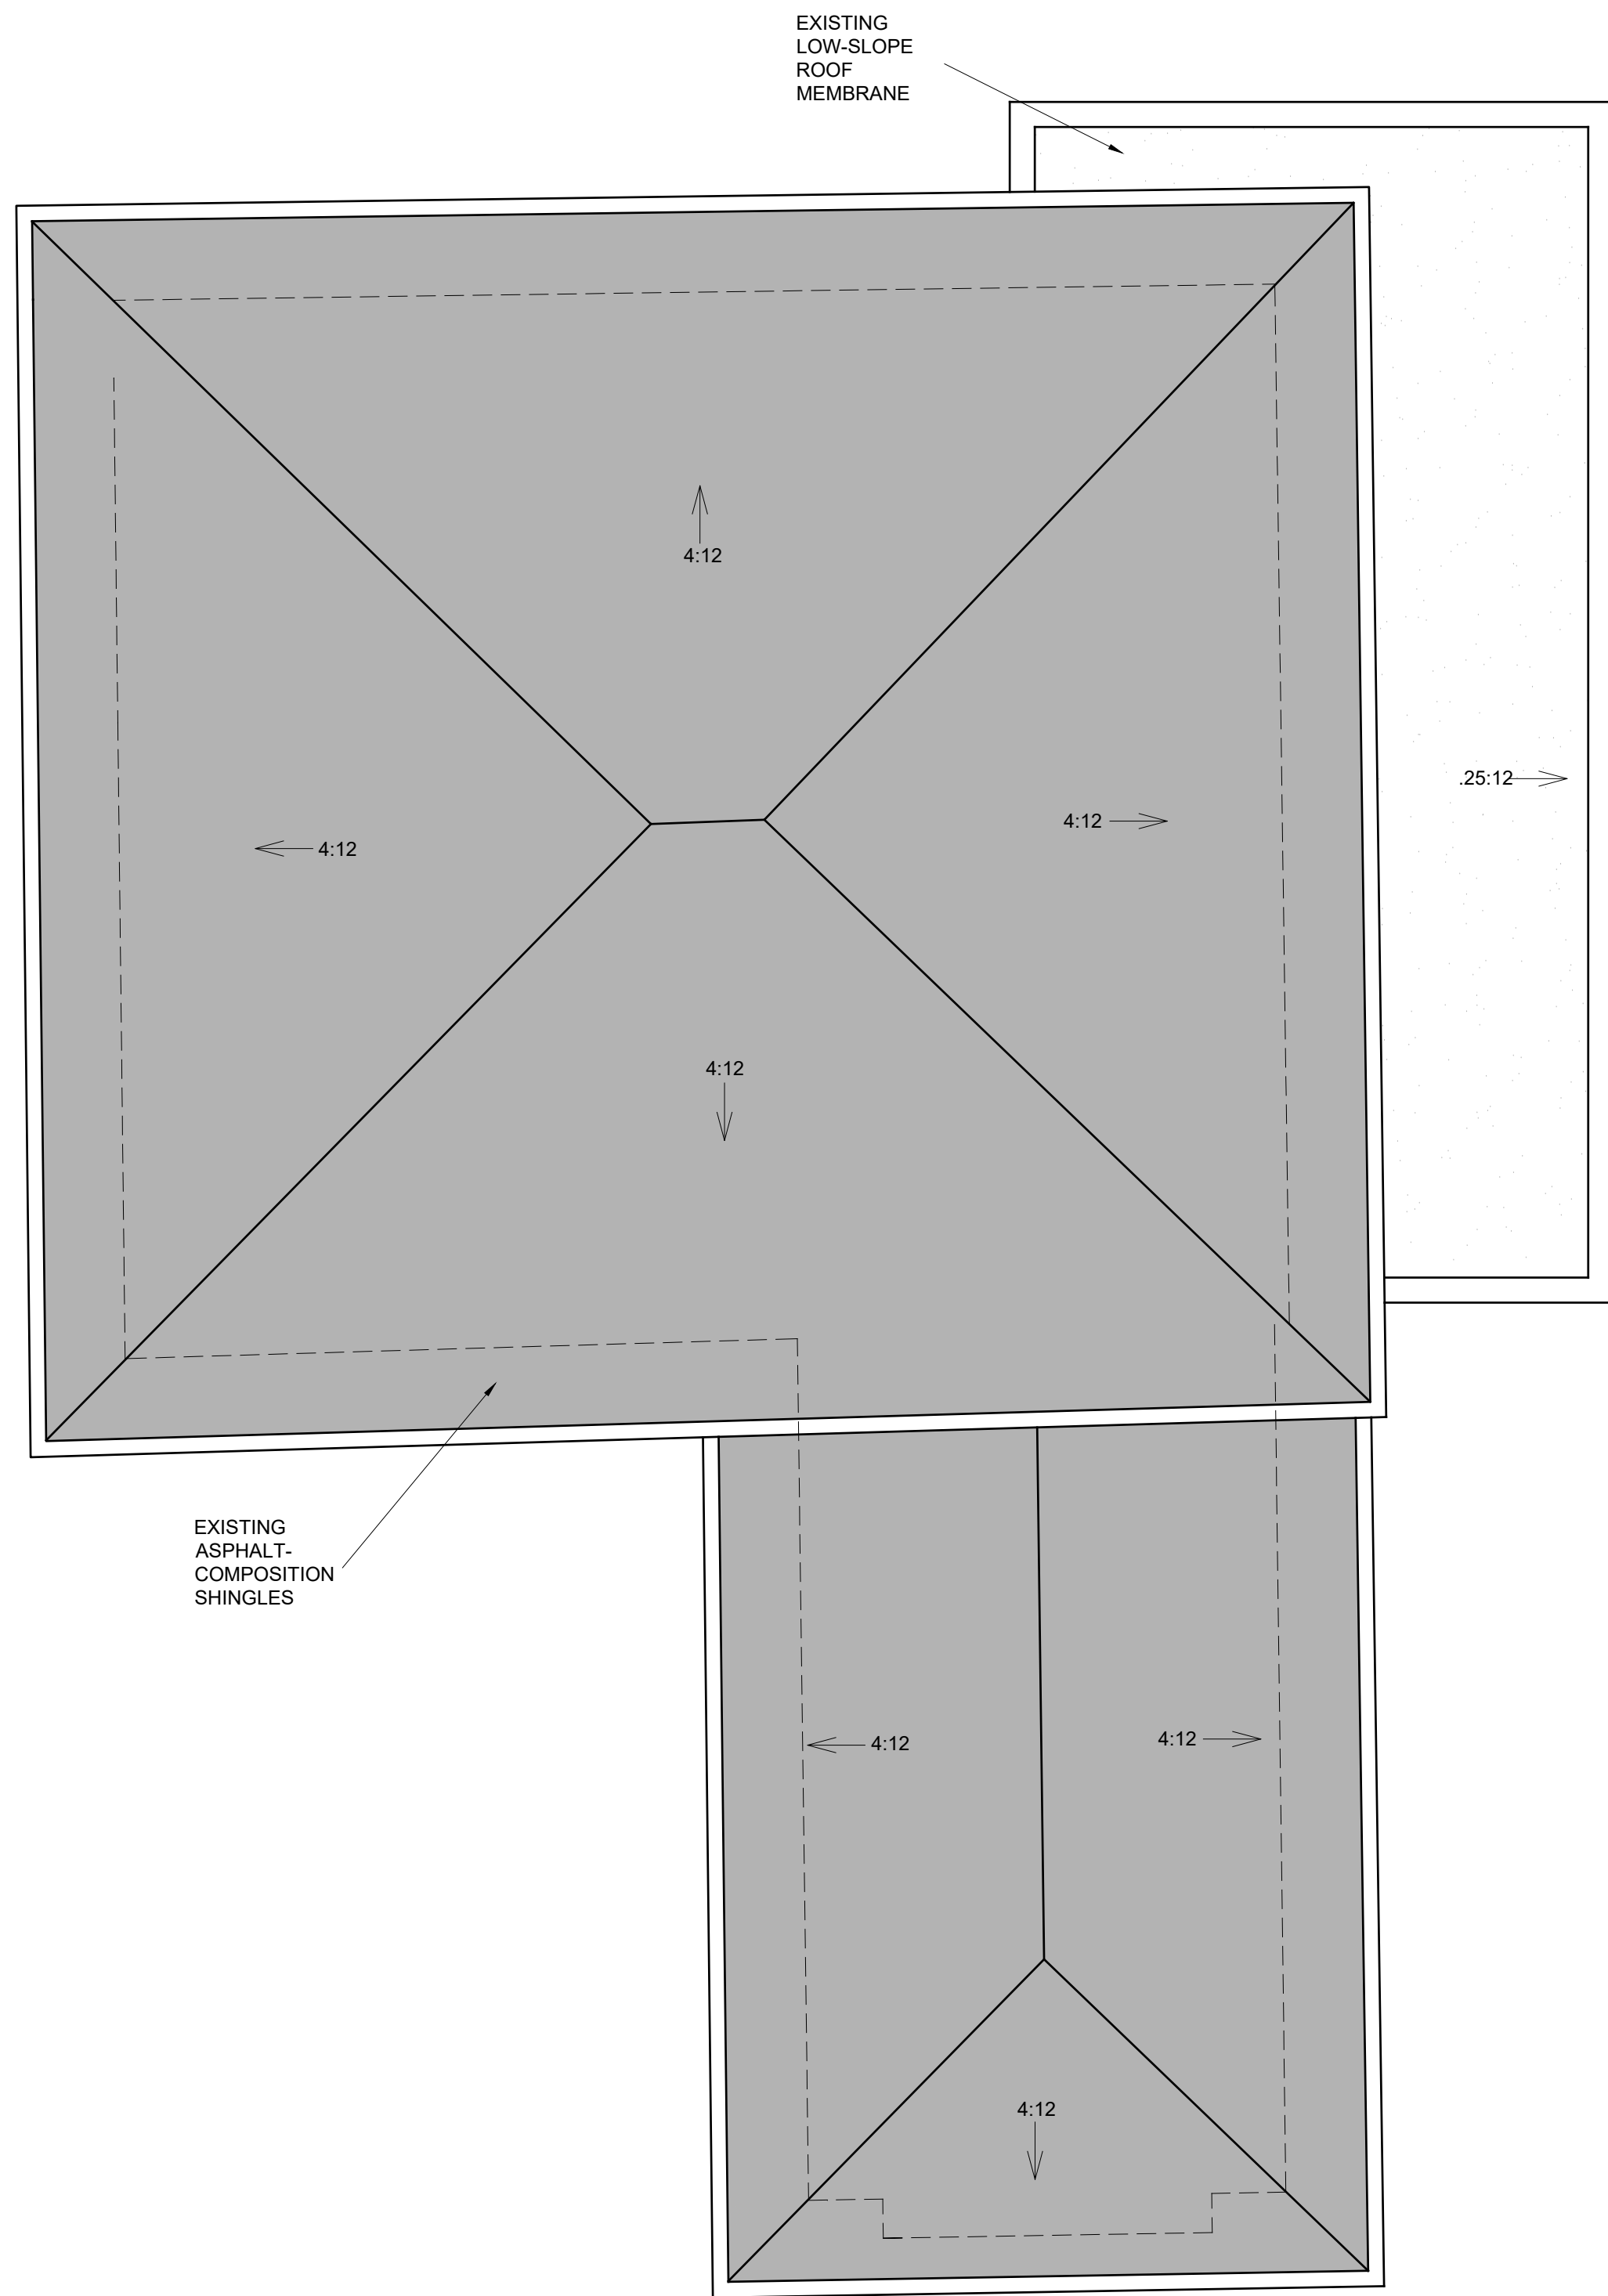 EXISTING
LOW-SLOPE
ROOF
MEMBRANE
4:12
.25:12
4:12
4:12
4:12
EXISTING
ASPHALT-
COMPOSITION
SHINGLES
4:12
4:12
4:12